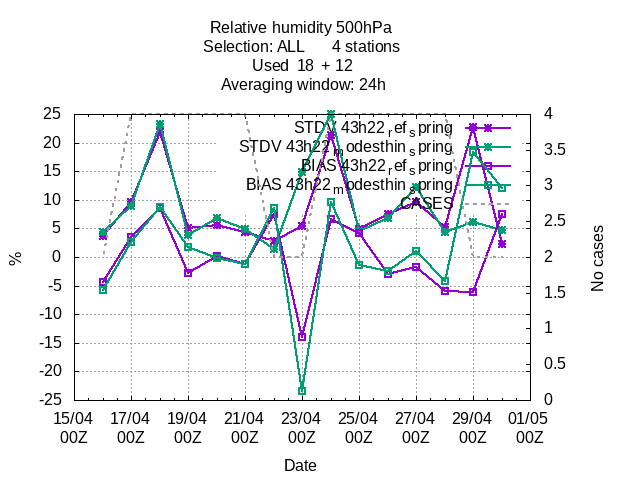 Relative humidity 500hPa
Selection: ALL 4 stations
Used 18 + 12
Averaging window: 24h
STDV 43h22_ref_spring
STDV 43h22_modesthin_spring
BIAS 43h22_ref_spring
BIAS 43h22_modesthin_spring
CASES
25
20
15
10
5
0
-5
-10
-15
-20
-25
%
4
3.5
3
2.5
2
1.5
1
0.5
0
No cases
15/04 17/04 19/04 21/04 23/04 25/04 27/04 29/04 01/05
00Z 00Z 00Z 00Z 00Z 00Z 00Z 00Z 00Z
Date